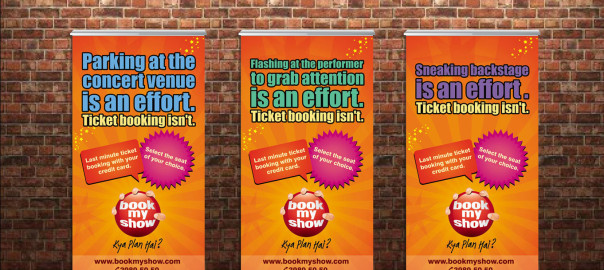 Parking at the
concert venue
is an effort.
Ticket booking isn't.
Last minute ticket
booking with your
credit card.
Select the seat
of your choice.
book
my
show
Kya Plan Hai?
www.bookmyshow.com
Flashing at the performer
to grab attention
is an effort.
Ticket booking isn't.
Last minute ticket
booking with your
credit card.
Select the seat
of your choice.
book
my
show
Kya Plan Hai?
www.bookmyshow.com
Sneaking backstage
is an effort.
Ticket booking isn't.
Last minute ticket
booking with your
credit card.
Select the seat
of your choice.
book
my
show
Kya Plan Hai?
www.bookmyshow.com